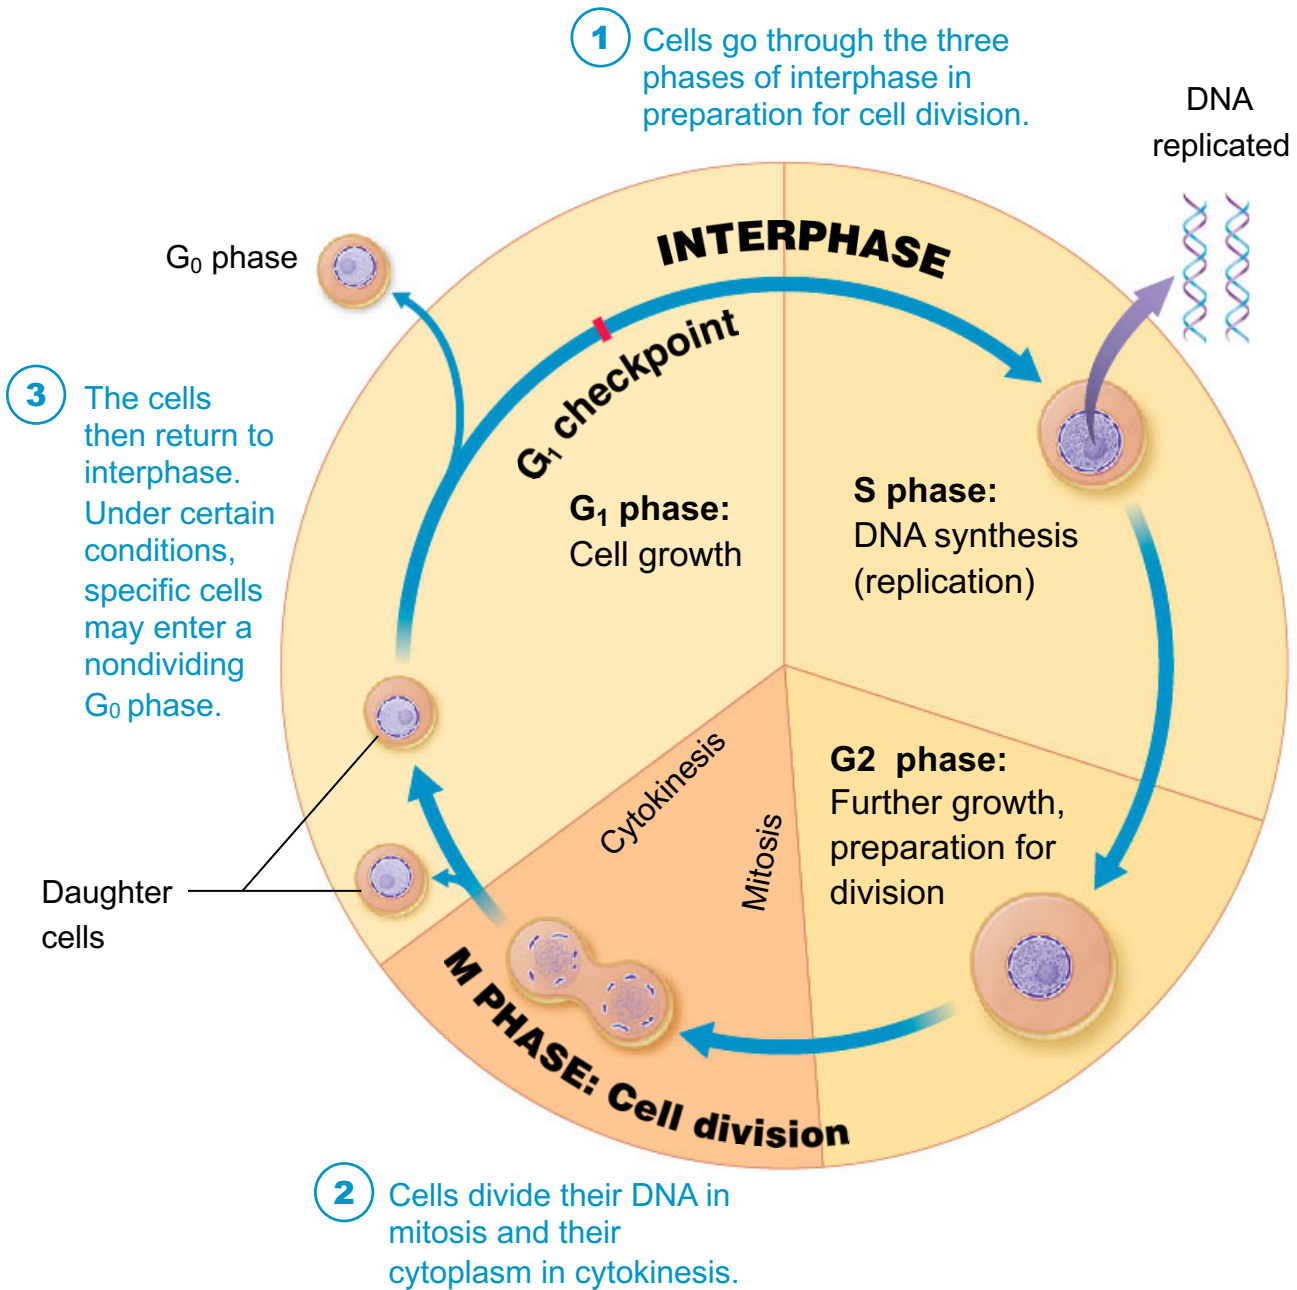 1 Cells go through the three
phases of interphase in
preparation for cell division.
DNA
replicated
INTERPHASE
G₀ phase
G₁ checkpoint
3 The cells
then return to
interphase.
Under certain
conditions,
specific cells
may enter a
nondividing
G₀ phase.
G₁ phase:
Cell growth
S phase:
DNA synthesis
(replication)
G2 phase:
Further growth,
preparation for
division
Cytokinesis
Mitosis
Daughter
cells
M PHASE: Cell division
2 Cells divide their DNA in
mitosis and their
cytoplasm in cytokinesis.